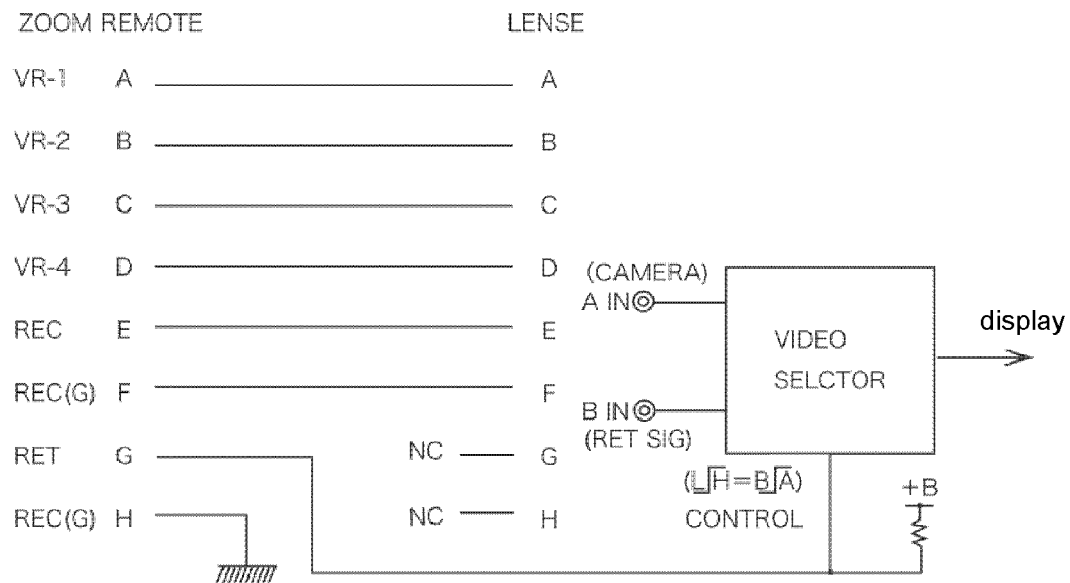 ZOOM REMOTE LENSE
VR-1 A A
VR-2 B B
VR-3 C C
VR-4 D D
(CAMERA)
A IN
REC E E
display
VIDEO
SELCTOR
REC(G) F F
B IN
(RET SIG)
RET G NC G
(L H=B A)
CONTROL
+B
REC(G) H NC H